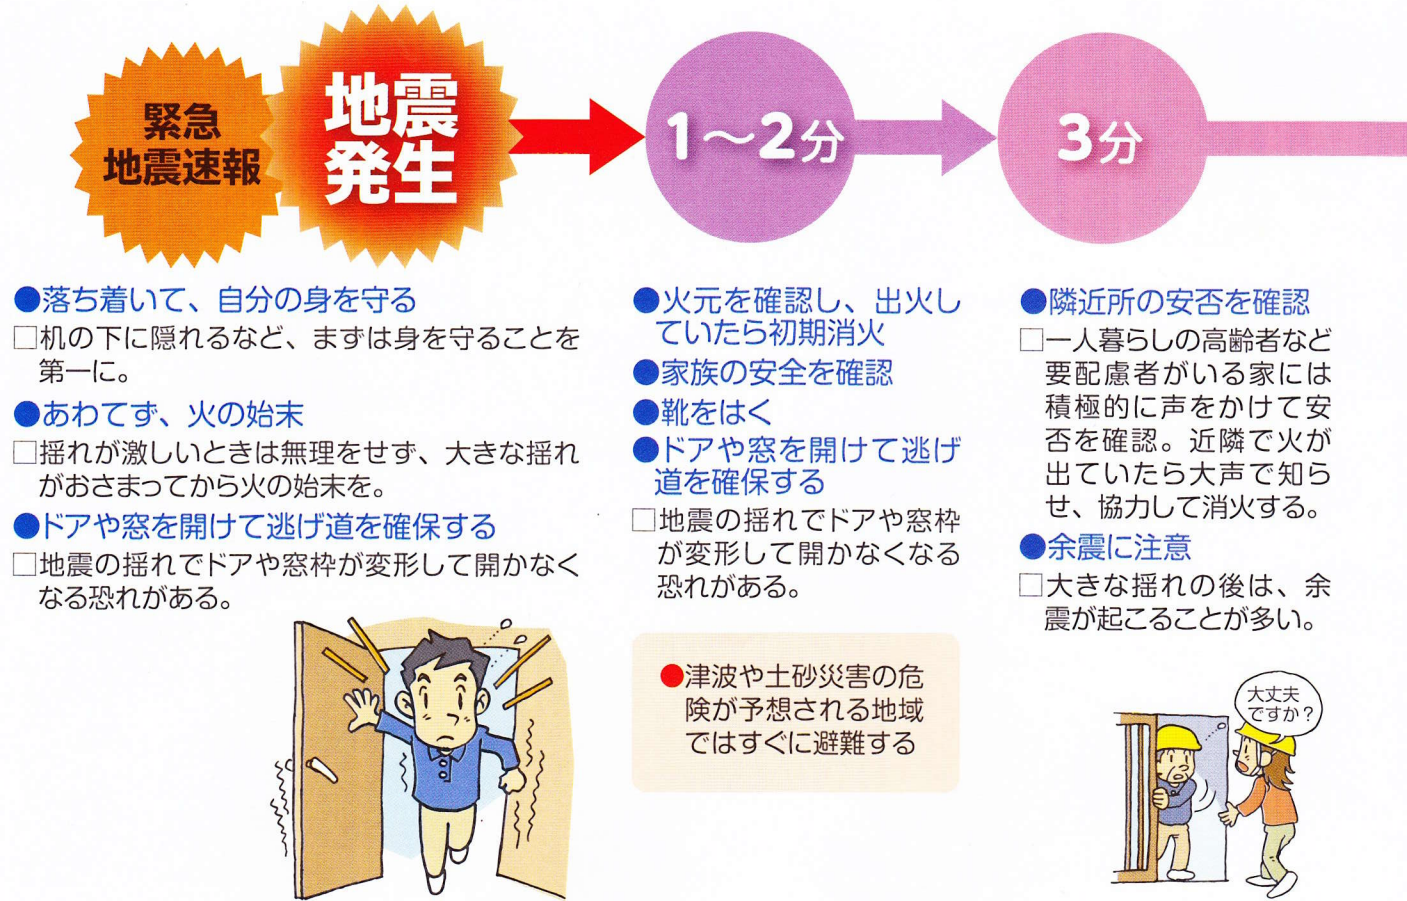 緊急
地震速報
地震
発生
1～2分
3分
●落ち着いて、自分の身を守る
□机の下に隠れるなど、まずは身を守ることを
第一に。
●あわてず、火の始末
□揺れが激しいときは無理をせず、大きな揺れ
がおさまってから火の始末を。
●ドアや窓を開けて逃げ道を確保する
□地震の揺れでドアや窓枠が変形して開かなく
なる恐れがある。
●火元を確認し、出火し
ていたら初期消火
●家族の安全を確認
●靴をはく
●ドアや窓を開けて逃げ
道を確保する
□地震の揺れでドアや窓枠
が変形して開かなくなる
恐れがある。
●津波や土砂災害の危
険が予想される地域
ではすぐに避難する
●隣近所の安否を確認
□一人暮らしの高齢者など
要配慮者がいる家には
積極的に声をかけて安
否を確認。近隣で火が
出ていたら大声で知ら
せ、協力して消火する。
●余震に注意
□大きな揺れの後は、余
震が起こることが多い。
大丈夫
ですか？